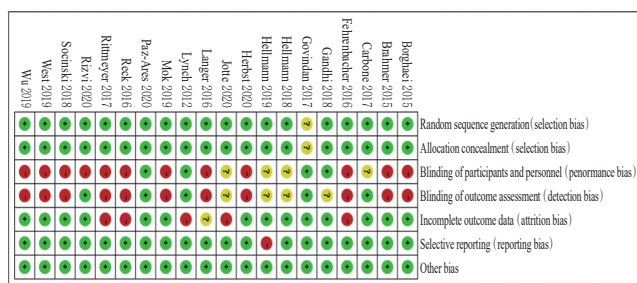 Wu 2019
West 2019
Socinski 2018
Rizvi 2020
Rittmeyer 2017
Reck 2016
Paz-Ares 2020
Mok 2019
Lynch 2012
Langer 2016
Jotte 2020
Herbst 2020
Hellmann 2019
Hellmann 2018
Govindan 2017
Gandhi 2018
Fehrenbacher 2016
Carbone 2017
Brahmer 2015
Borghaei 2015
Random sequence generation (selection bias)
Allocation concealment (selection bias)
Blinding of participants and personnel (penormance bias)
Blinding of outcome assessment (detection bias)
Incomplete outcome data (attrition bias)
Selective reporting (reporting bias)
Other bias